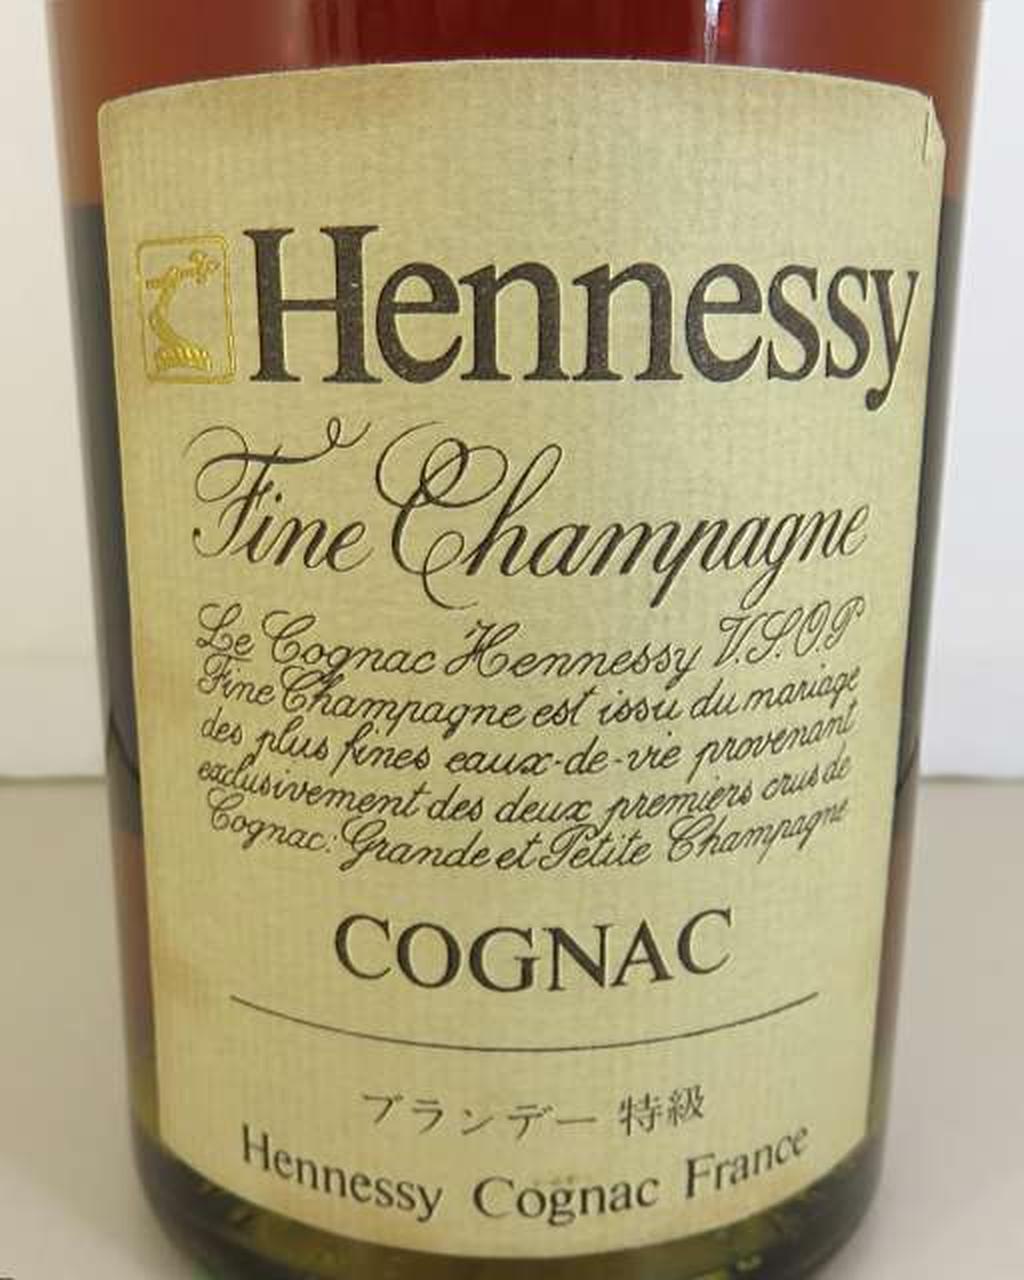 Hennessy
Fine Champagne
Le Cognac Hennessy V.S.O.P
Fine Champagne est issu du mariage
des plus fines eaux-de-vie provenant
exclusivement des deux premiers crus de
Cognac: Grande et Petite Champagne
COGNAC
ブランデー 特級
Hennessy Cognac France